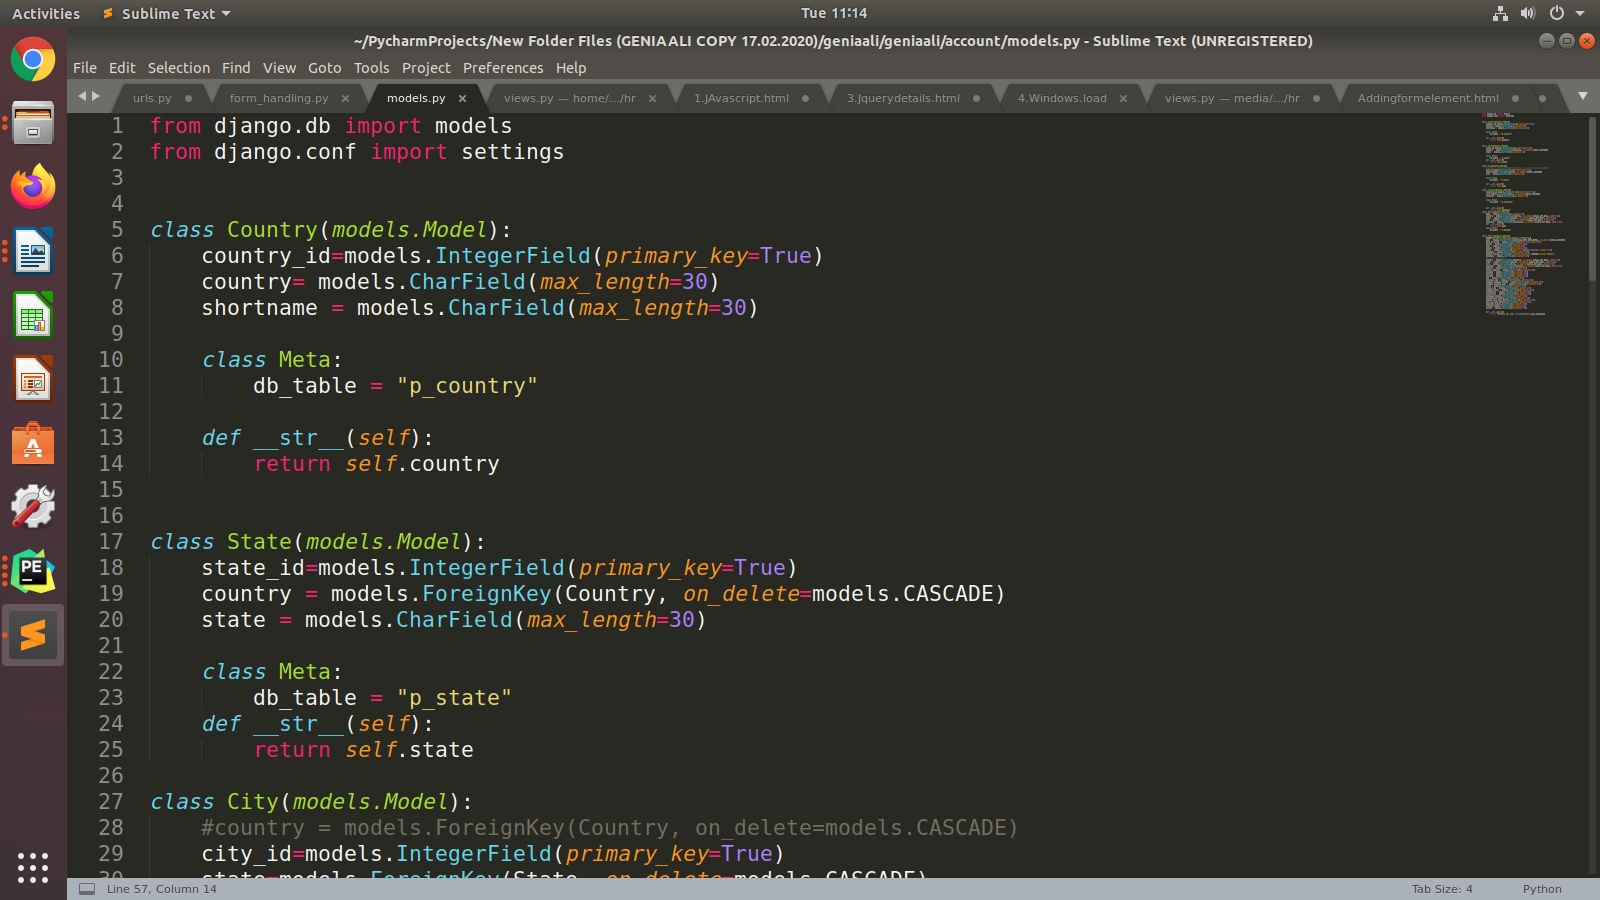 Activities
Sublime Text
Tue 11:14
~/PycharmProjects/New Folder FIles (GENIAALI COPY 17.02.2020)/geniaali/geniaali/account/models.py - Sublime Text (UNREGISTERED)
File Edit Selection Find View Goto Tools Project Preferences Help
urls.py form_handling.py models.py views.py — home/.../hr 1.JAvascript.html 3.Jquerydetails.html 4.Windows.load views.py — media/.../hr Addingformelement.html
1 from django.db import models
2 from django.conf import settings
3
4
5 class Country(models.Model):
6 country_id=models.IntegerField(primary_key=True)
7 country= models.CharField(max_length=30)
8 shortname = models.CharField(max_length=30)
9
10 class Meta:
11 db_table = "p_country"
12
13 def __str__(self):
14 return self.country
15
16
17 class State(models.Model):
18 state_id=models.IntegerField(primary_key=True)
19 country = models.ForeignKey(Country, on_delete=models.CASCADE)
20 state = models.CharField(max_length=30)
21
22 class Meta:
23 db_table = "p_state"
24 def __str__(self):
25 return self.state
26
27 class City(models.Model):
28 #country = models.ForeignKey(Country, on_delete=models.CASCADE)
29 city_id=models.IntegerField(primary_key=True)
30 state=models.ForeignKey(State, on_delete=models.CASCADE)
PE
Line 57, Column 14
Tab Size: 4
Python